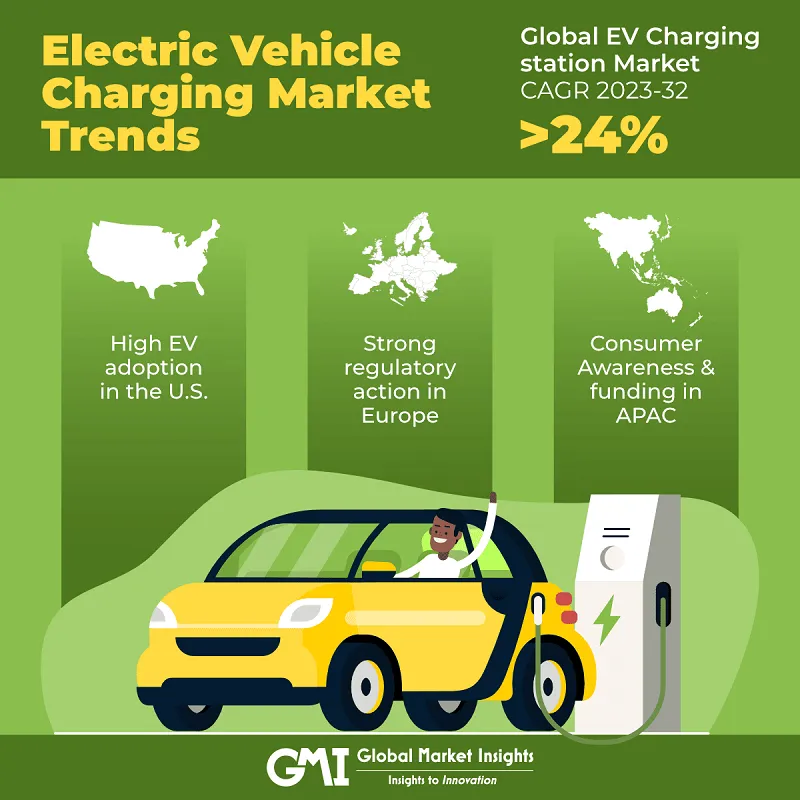 Electric Vehicle
Charging Market
Trends
Global EV Charging
station Market
CAGR 2023-32
>24%
High EV
adoption
in the U.S.
Strong
regulatory
action in
Europe
Consumer
Awareness &
funding in
APAC
GMI Global Market Insights
Insights to Innovation